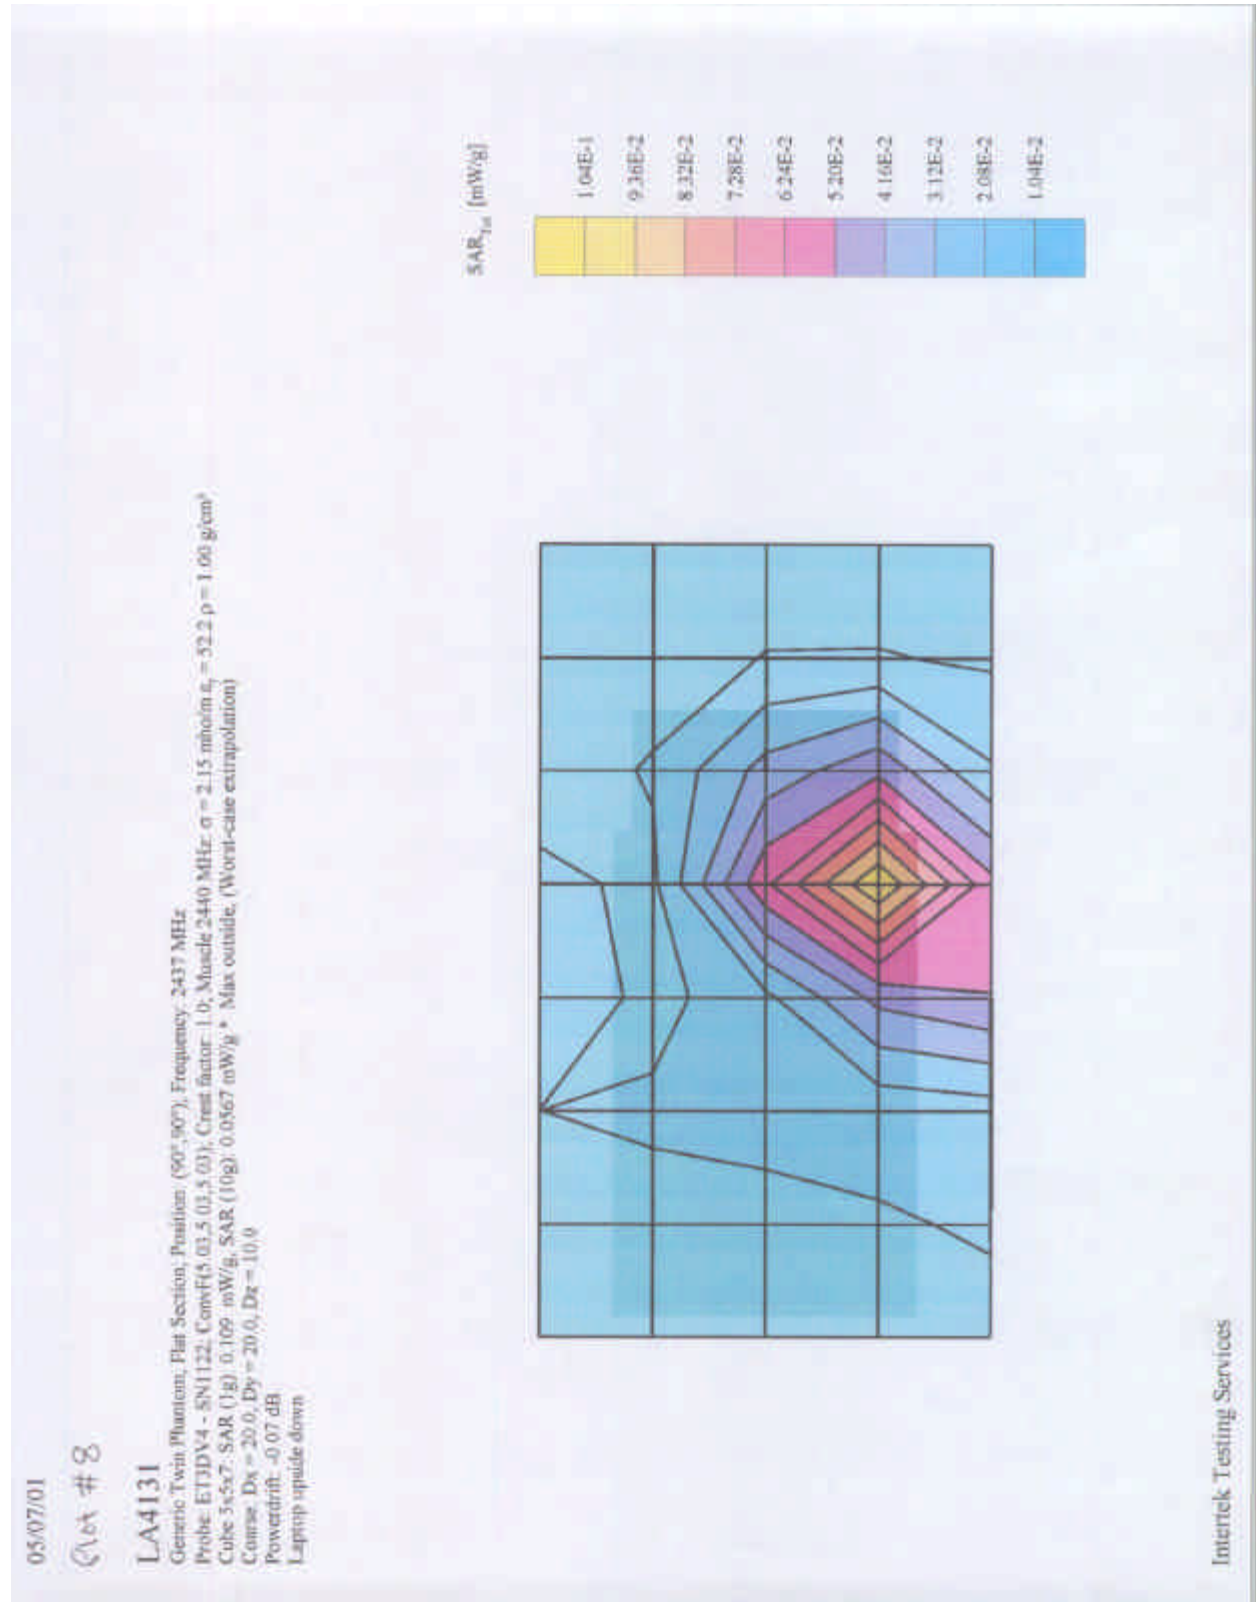 05/07/01
Plot #8
LA4131
Generic Twin Phantom; Flat Section; Position: (90°,90°); Frequency: 2437 MHz
Probe: ET3DV4 - SN1122; ConvF(5.03,5.03,5.03); Crest factor: 1.0; Muscle 2440 MHz: σ = 2.15 mho/m εr = 52.2 ρ = 1.00 g/cm³
Cube 5x5x7: SAR (1g): 0.109 mW/g, SAR (10g): 0.0567 mW/g * Max outside, (Worst-case extrapolation)
Coarse: Dx = 20.0, Dy = 20.0, Dz = 10.0
Powerdrift: -0.07 dB
Laptop upside down
SARTot [mW/g]
1.04E-1
9.36E-2
8.32E-2
7.28E-2
6.24E-2
5.20E-2
4.16E-2
3.12E-2
2.08E-2
1.04E-2
Intertek Testing Services